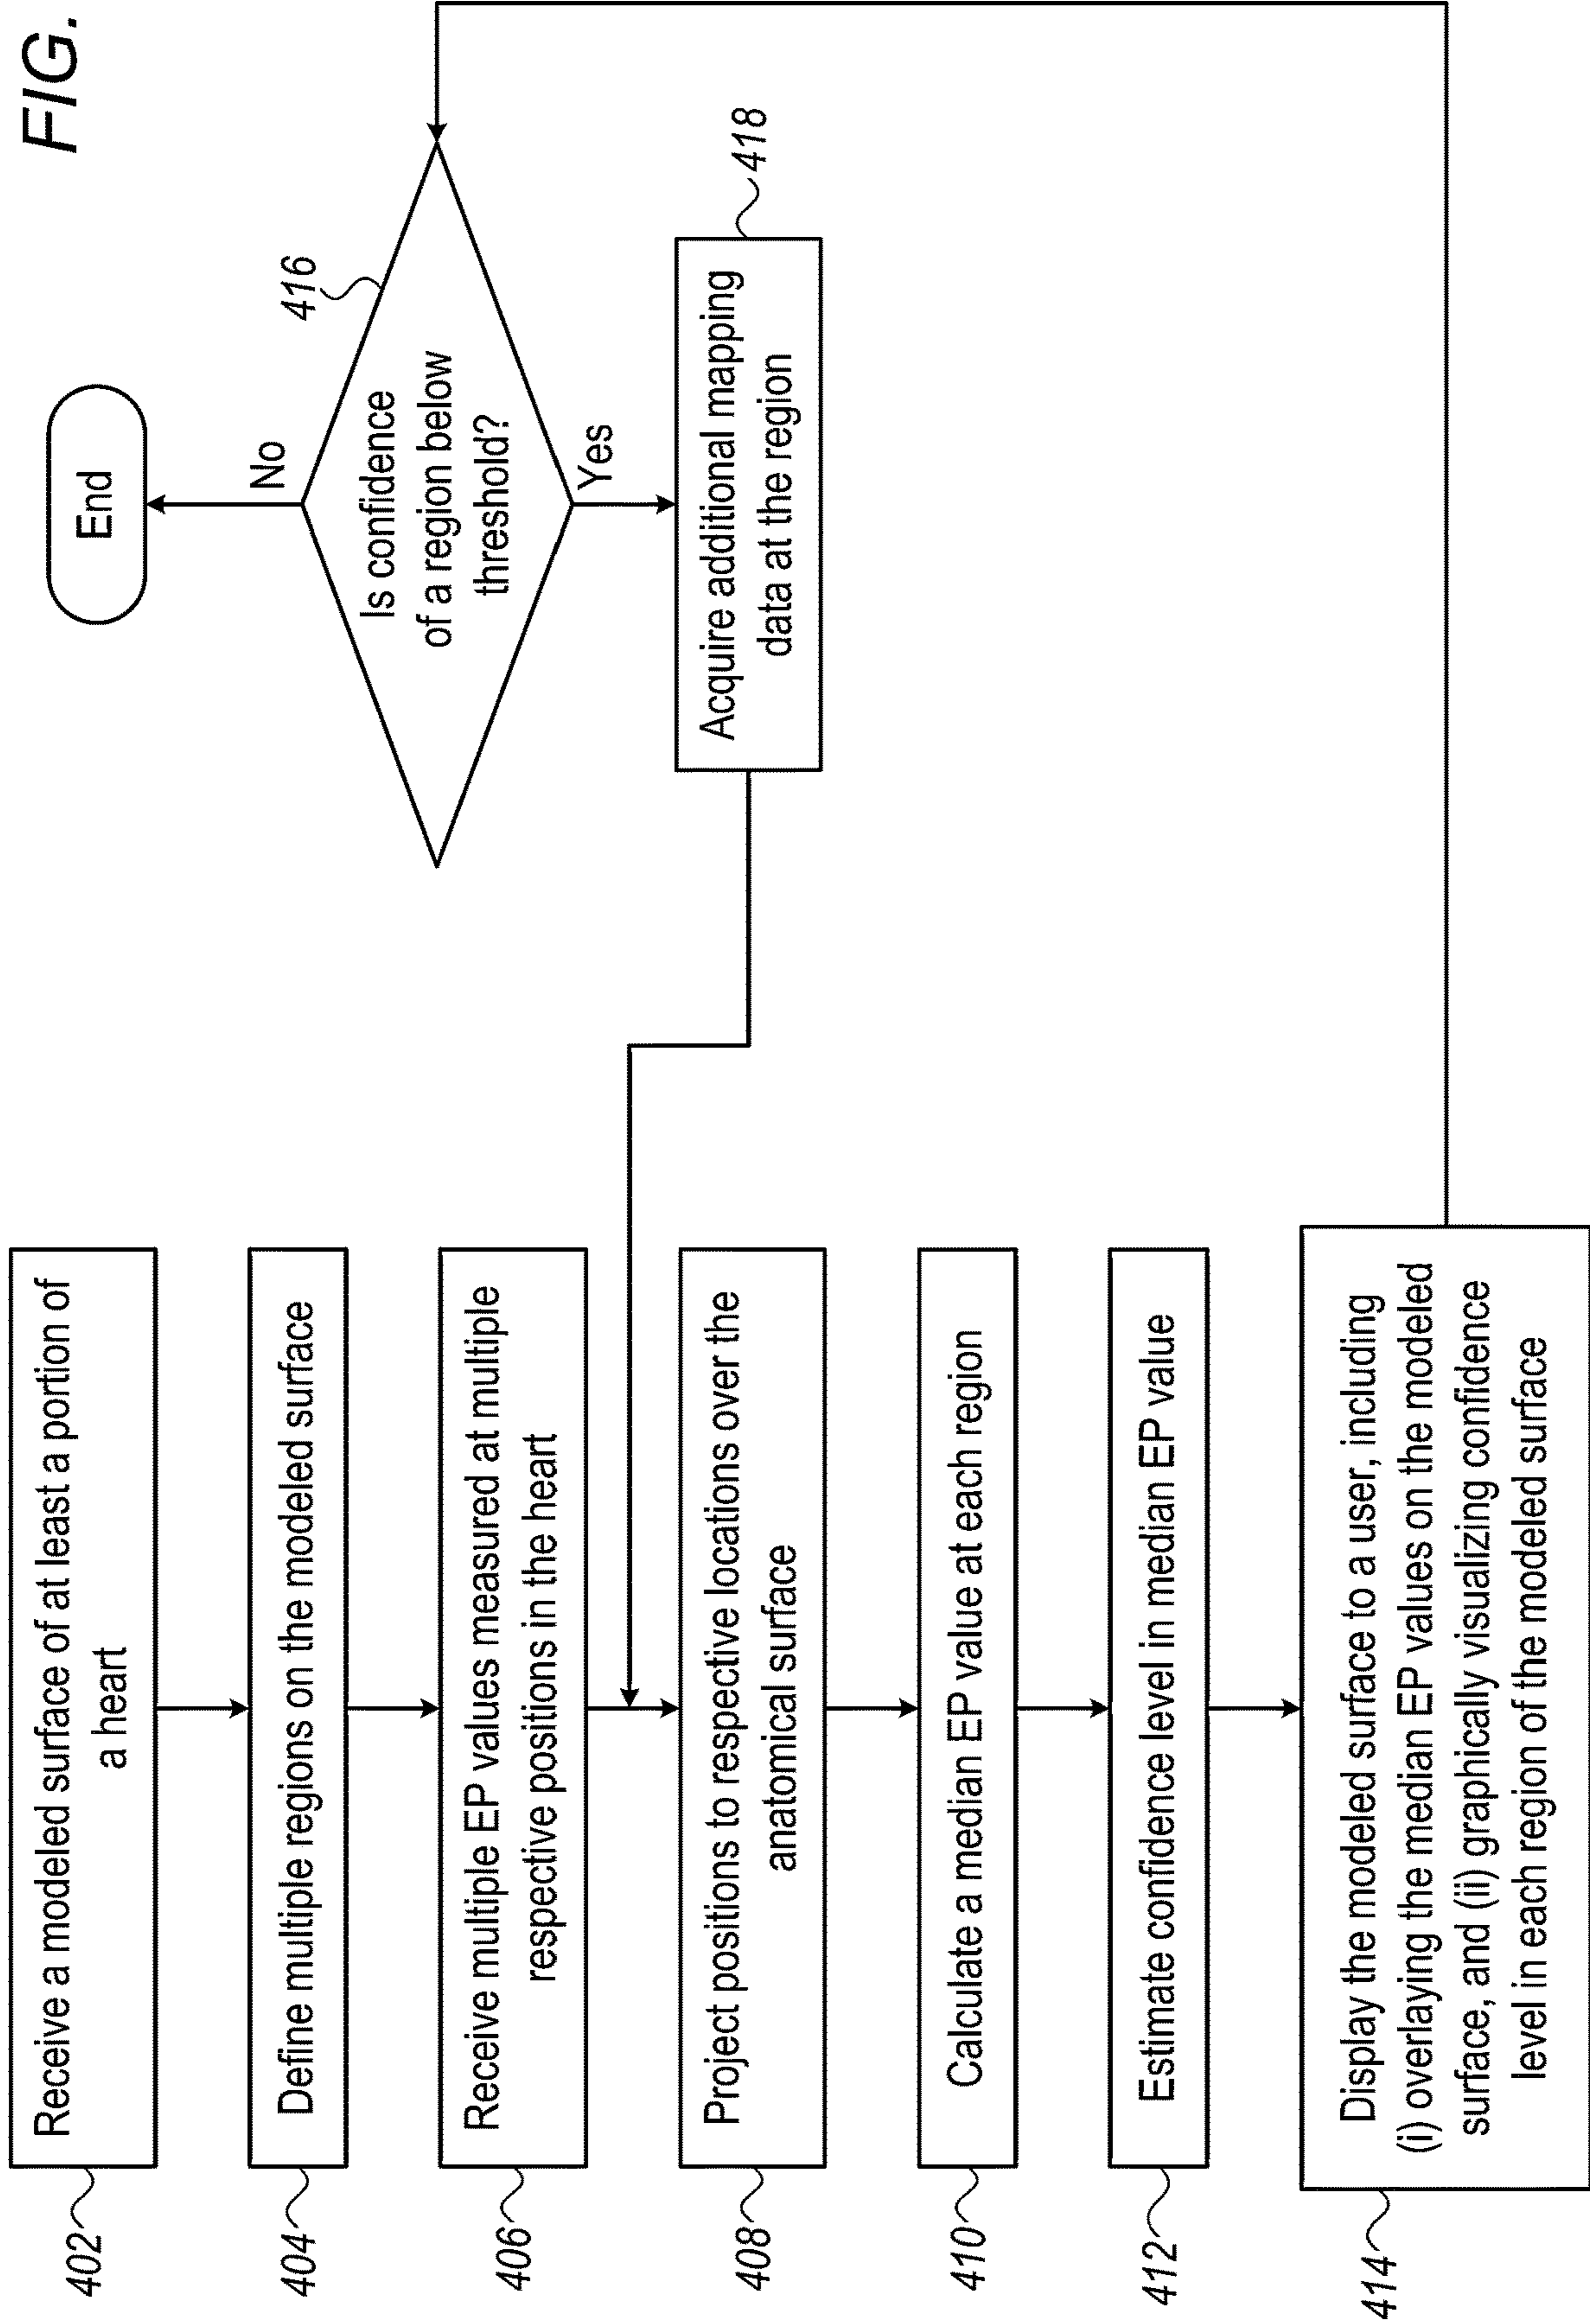 FIG.
402
Receive a modeled surface of at least a portion of
a heart
404
Define multiple regions on the modeled surface
406
Receive multiple EP values measured at multiple
respective positions in the heart
408
Project positions to respective locations over the
anatomical surface
410
Calculate a median EP value at each region
412
Estimate confidence level in median EP value
414
Display the modeled surface to a user, including
(i) overlaying the median EP values on the modeled
surface, and (ii) graphically visualizing confidence
level in each region of the modeled surface
End
No
416
Is confidence
of a region below
threshold?
Yes
418
Acquire additional mapping
data at the region